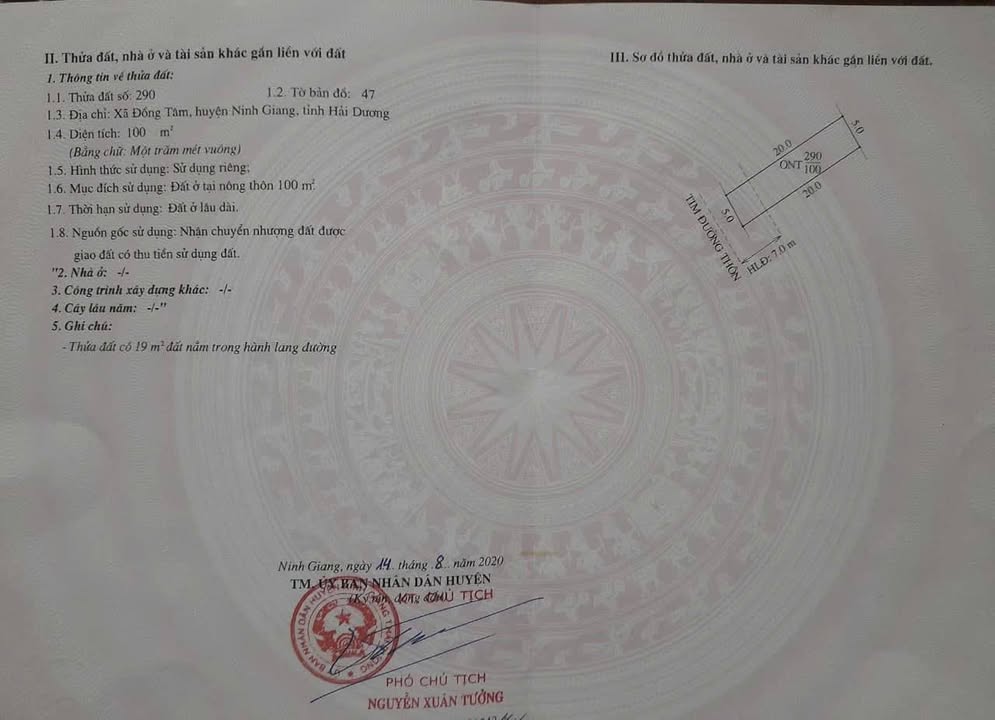 II. Thửa đất, nhà ở và tài sản khác gắn liền với đất
1. Thông tin về thửa đất:
1.1. Thửa đất số: 290 1.2. Tờ bản đồ: 47
1.3. Địa chỉ: Xã Đồng Tâm, huyện Ninh Giang, tỉnh Hải Dương
1.4. Diện tích: 100 m²
(Bằng chữ: Một trăm mét vuông)
1.5. Hình thức sử dụng: Sử dụng riêng;
1.6. Mục đích sử dụng: Đất ở tại nông thôn 100 m²
1.7. Thời hạn sử dụng: Đất ở lâu dài.
1.8. Nguồn gốc sử dụng: Nhận chuyển nhượng đất được
giao đất có thu tiền sử dụng đất.
"2. Nhà ở: -/-
3. Công trình xây dựng khác: -/-
4. Cây lâu năm: -/-"
5. Ghi chú:
- Thửa đất có 19 m² đất nằm trong hành lang đường
III. Sơ đồ thửa đất, nhà ở và tài sản khác gắn liền với đất.
20.0
5.0
ONT 290/100
20.0
5.0
TIM ĐƯỜNG THÔN
HLĐ: 7.0 m
Ninh Giang, ngày 14 tháng 8 năm 2020
TM. ỦY BAN NHÂN DÂN HUYỆN
KT. CHỦ TỊCH
PHÓ CHỦ TỊCH
NGUYỄN XUÂN TƯỞNG